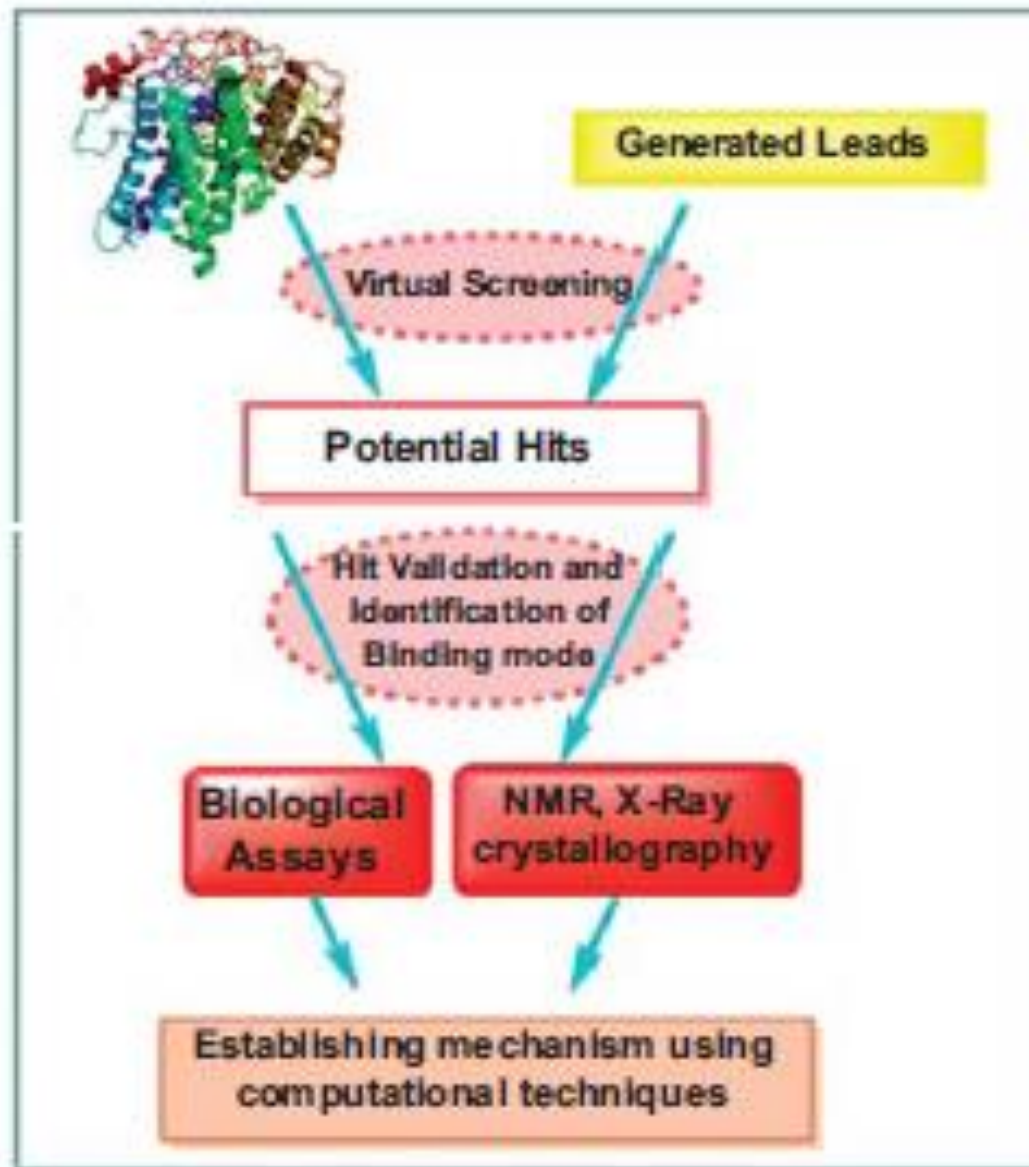 Generated Leads
Virtual Screening
Potential Hits
Hit Validation and
Identification of
Binding mode
Biological
Assays
NMR, X-Ray
crystallography
Establishing mechanism using
computational techniques